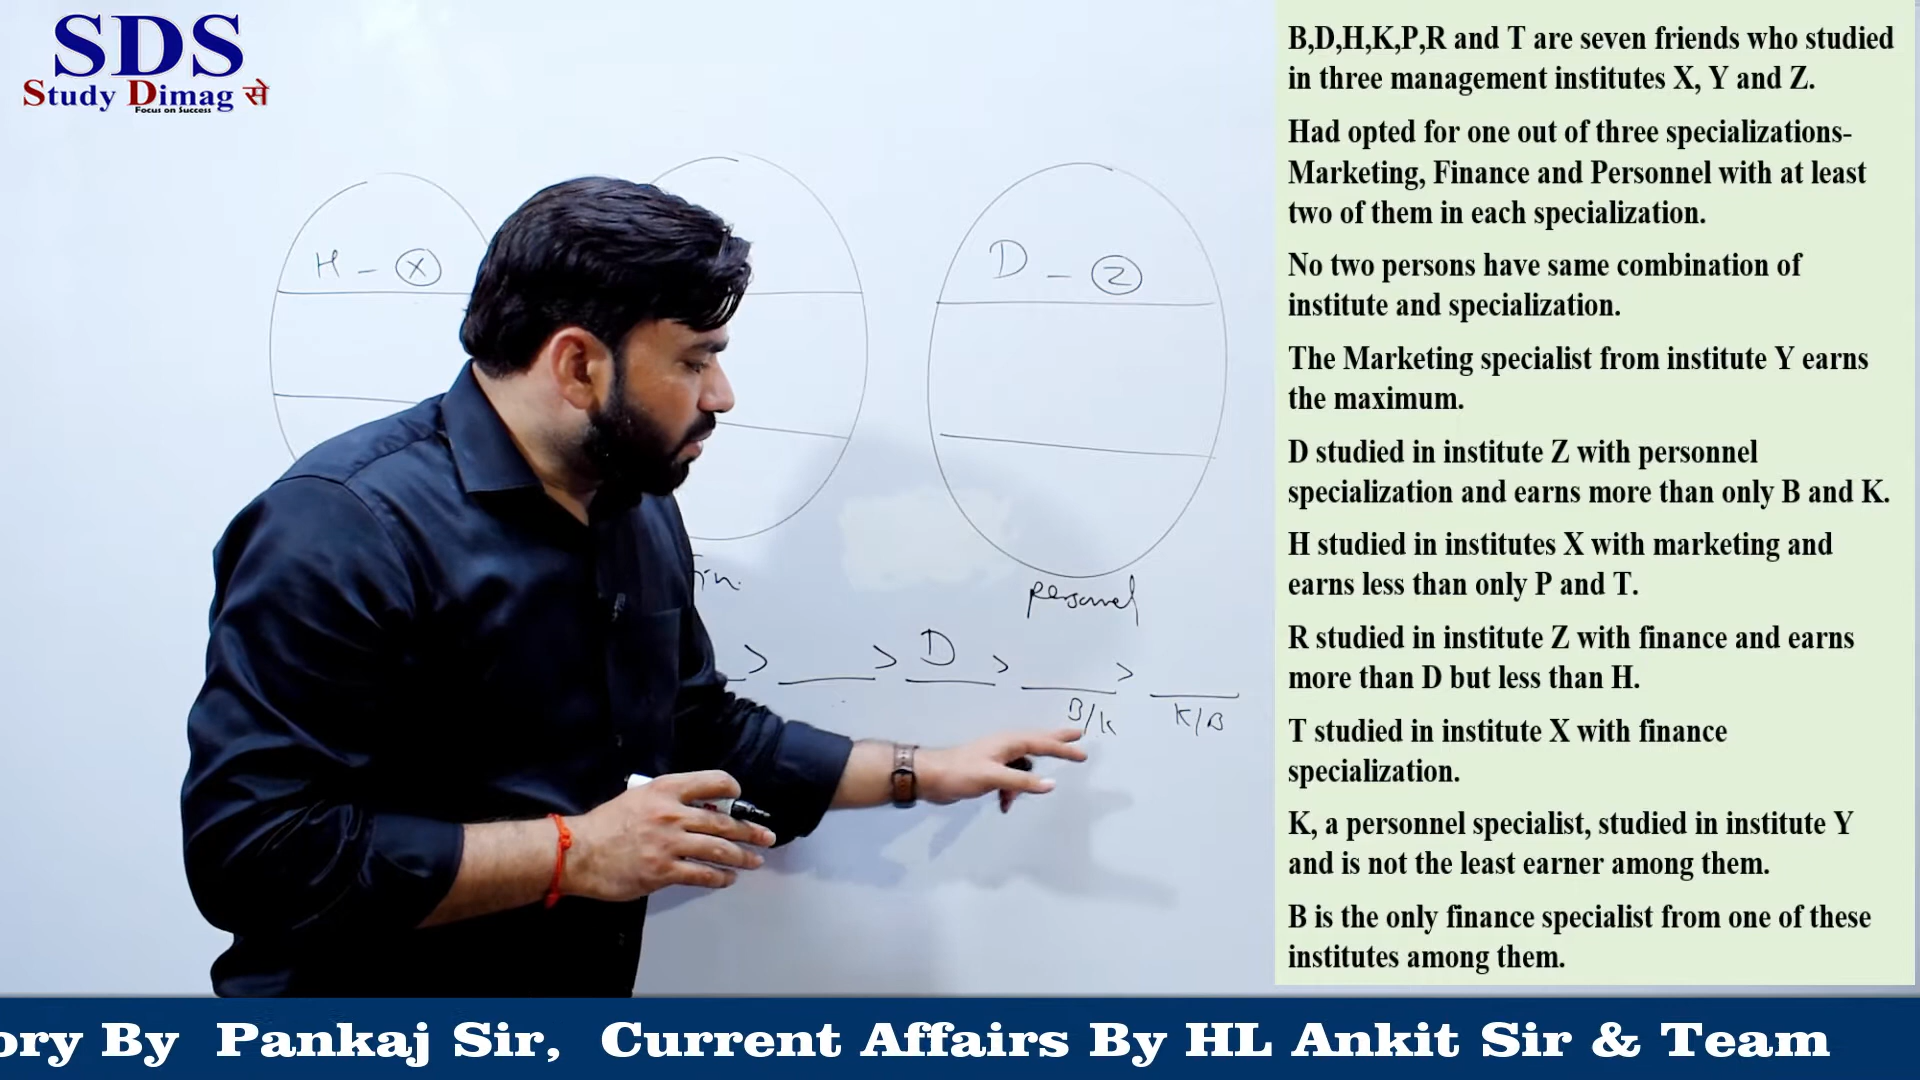 SDS
Study Dimag से
Focus on Success
B,D,H,K,P,R and T are seven friends who studied
in three management institutes X, Y and Z.
Had opted for one out of three specializations-
Marketing, Finance and Personnel with at least
two of them in each specialization.
No two persons have same combination of
institute and specialization.
The Marketing specialist from institute Y earns
the maximum.
D studied in institute Z with personnel
specialization and earns more than only B and K.
H studied in institutes X with marketing and
earns less than only P and T.
R studied in institute Z with finance and earns
more than D but less than H.
T studied in institute X with finance
specialization.
K, a personnel specialist, studied in institute Y
and is not the least earner among them.
B is the only finance specialist from one of these
institutes among them.
H - X
D - Z
personel
> > D > >
B/K K/B
ory By Pankaj Sir, Current Affairs By HL Ankit Sir & Team